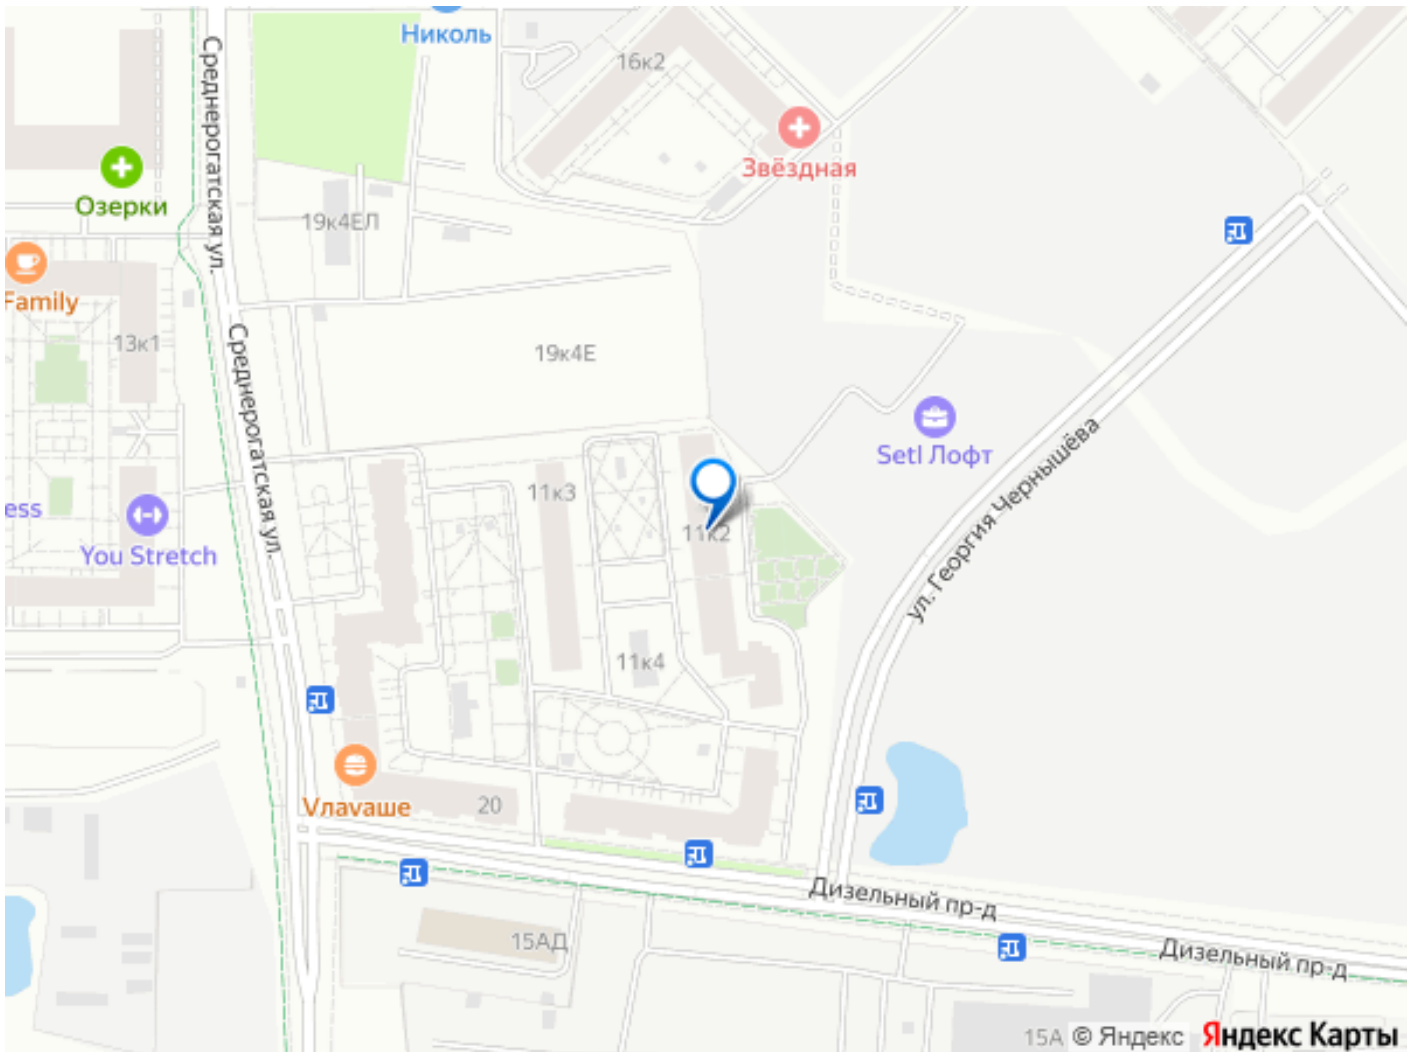 Николь
Среднерогатская ул.
16к2
Звёздная
Озерки
19к4ЕЛ
Family
13к1
Среднерогатская ул.
19к4Е
Setl Лофт
ул. Георгия Чернышёва
11к3
11к2
ess
You Stretch
11к4
Vлаvаше
20
Дизельный пр-д
15АД
Дизельный пр-д
15А © Яндекс Яндекс Карты